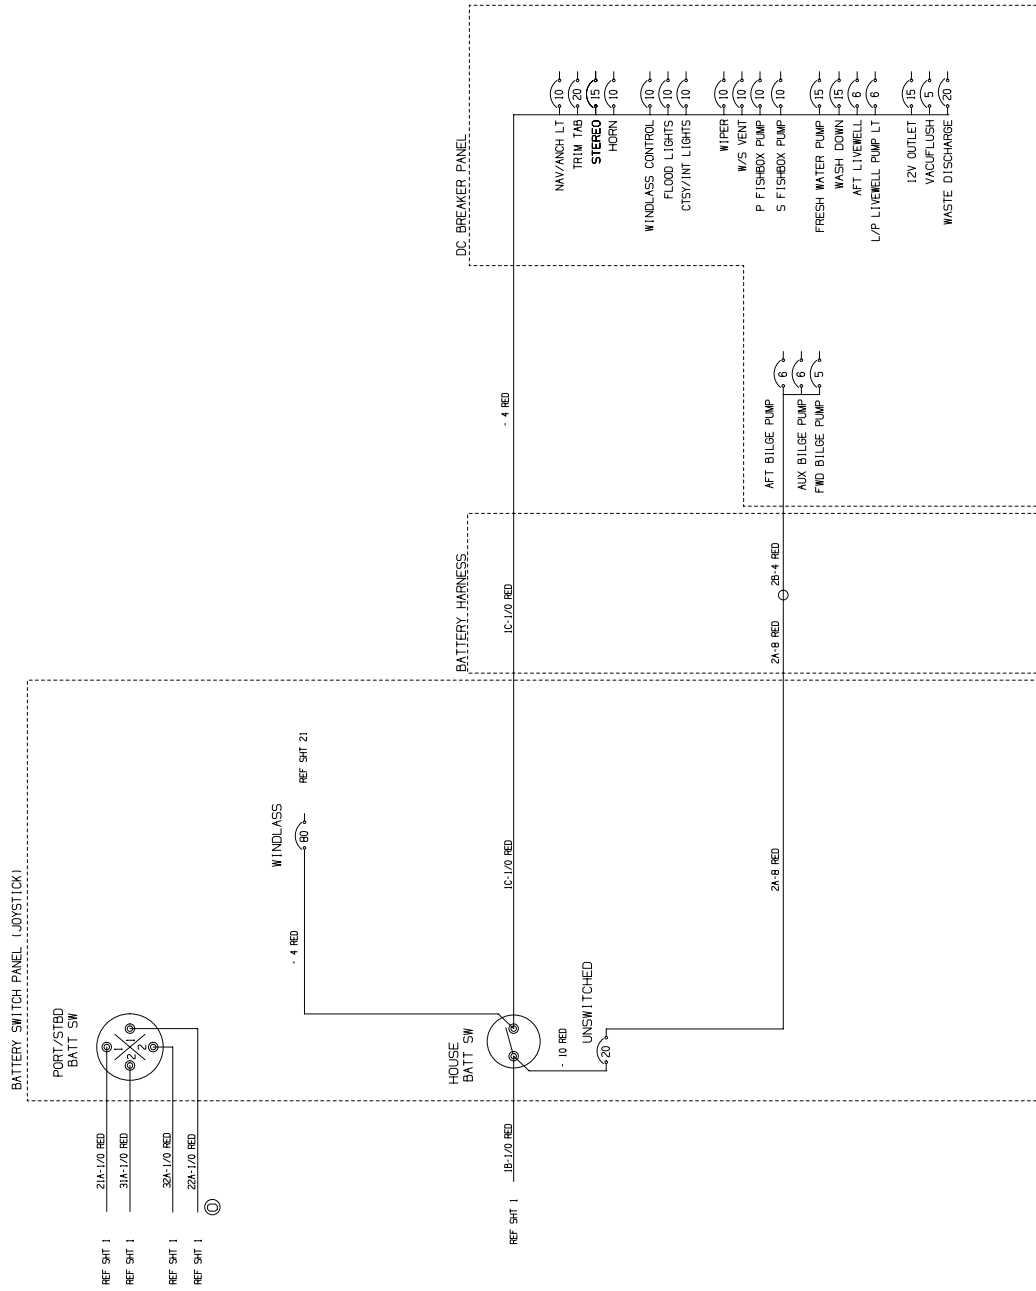 BATTERY SWITCH PANEL (JOYSTICK)
PORT/STBD
BATT SW
1
1
2
2
21A-1/0 RED
31A-1/0 RED
32A-1/0 RED
22A-1/0 RED
REF SHT 1
REF SHT 1
REF SHT 1
REF SHT 1
WINDLASS
80
REF SHT 21
- 4 RED
HOUSE
BATT SW
1B-1/0 RED
REF SHT 1
- 10 RED
UNSWITCHED
20
1C-1/0 RED
2A-8 RED
BATTERY HARNESS
1C-1/0 RED
2A-8 RED
2B-4 RED
- 4 RED
DC BREAKER PANEL
AFT BILGE PUMP 6
AUX BILGE PUMP 6
FWD BILGE PUMP 5
NAV/ANCH LT 10
TRIM TAB 20
STEREO 15
HORN 10
WINDLASS CONTROL 10
FLOOD LIGHTS 10
CTSY/INT LIGHTS 10
WIPER 10
W/S VENT 10
P FISHBOX PUMP 10
S FISHBOX PUMP 10
FRESH WATER PUMP 15
WASH DOWN 15
AFT LIVEWELL 6
L/P LIVEWELL PUMP LT 6
12V OUTLET 15
VACUFLUSH 5
WASTE DISCHARGE 20